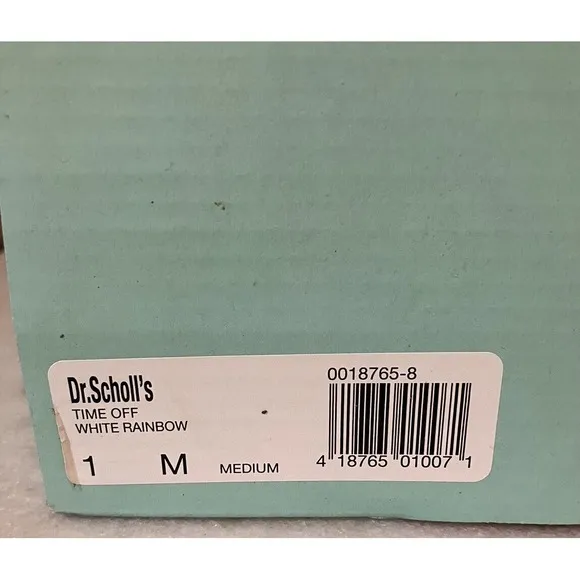 Dr.Scholl's
TIME OFF
WHITE RAINBOW
1 M MEDIUM
0018765-8
4 18765 01007 1